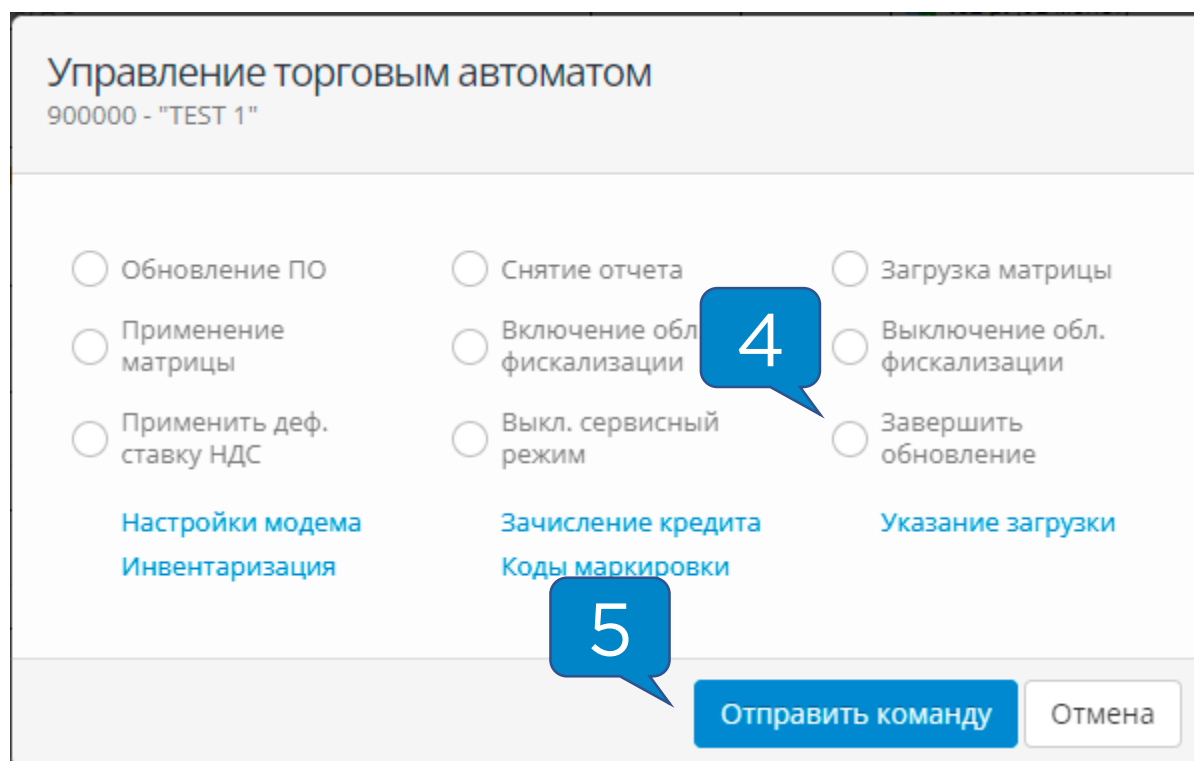 Управление торговым автоматом
900000 - "TEST 1"
Обновление ПО
Снятие отчета
Загрузка матрицы
Применение
матрицы
Включение обл
фискализации
4
Выключение обл.
фискализации
Применить деф.
ставку НДС
Выкл. сервисный
режим
Завершить
обновление
Настройки модема
Зачисление кредита
Указание загрузки
Инвентаризация
Коды маркировки
5
Отправить команду
Отмена